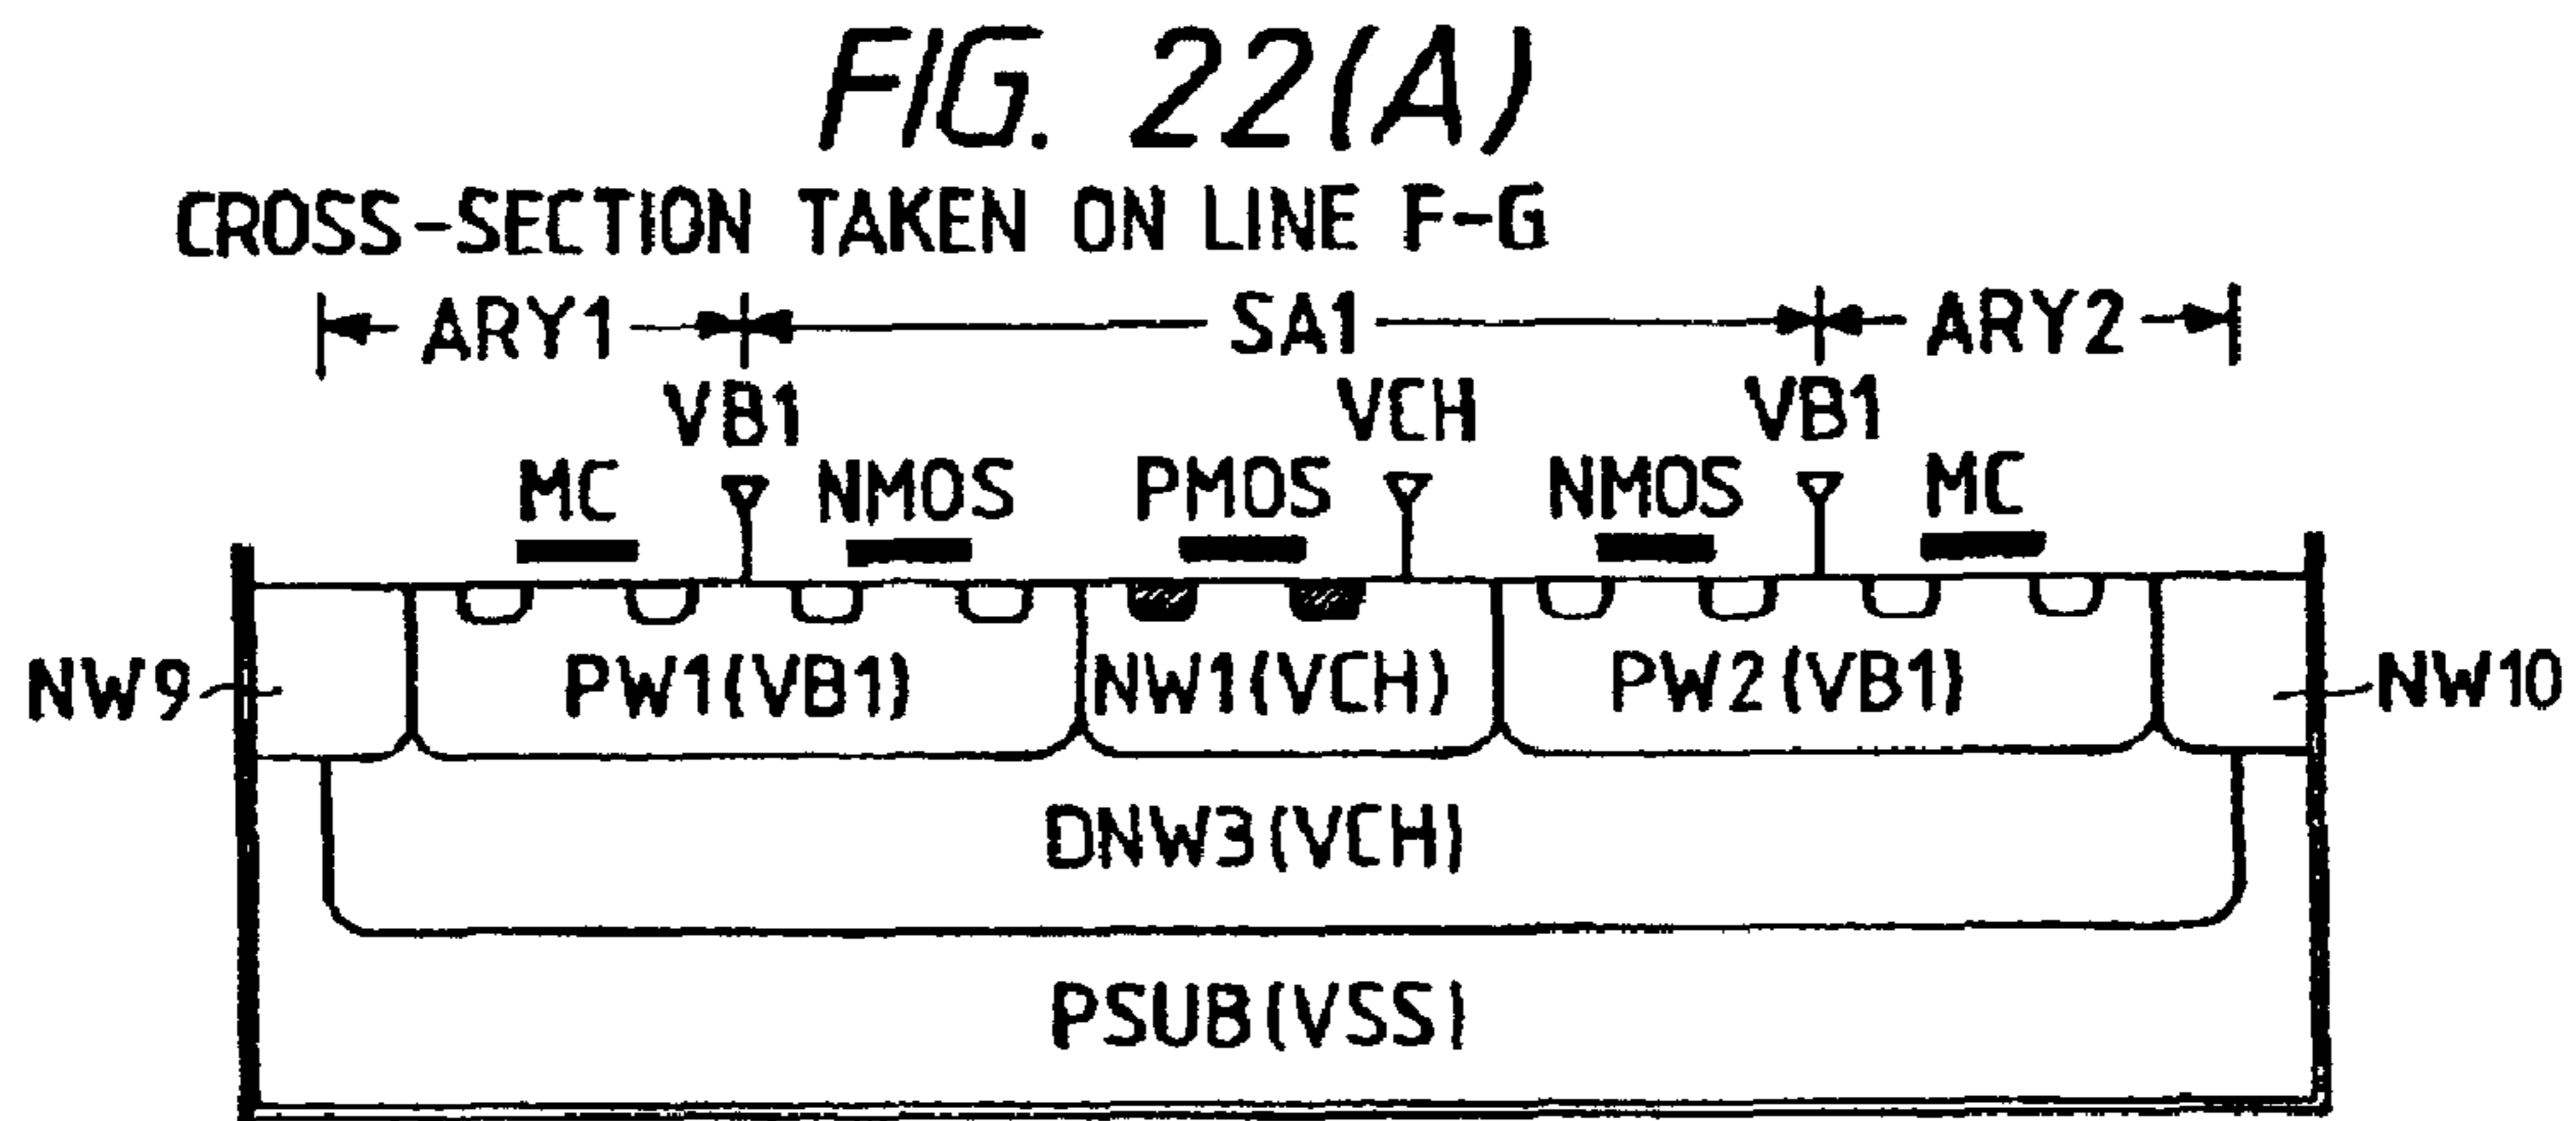 FIG. 22(A)
CROSS-SECTION TAKEN ON LINE F-G
ARY1 SA1 ARY2
VB1 VCH VB1
MC NMOS PMOS NMOS MC
NW9 PW1(VB1) NW1(VCH) PW2(VB1) NW10
DNW3(VCH)
PSUB(VSS)